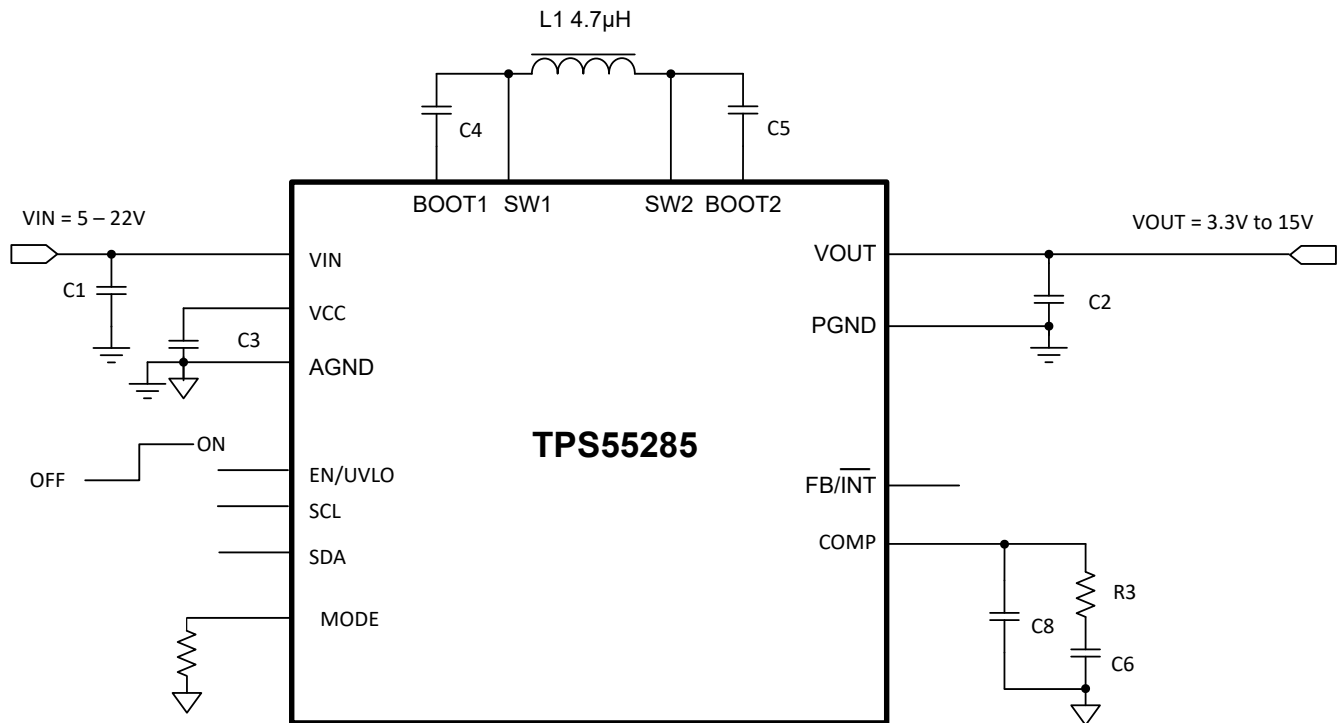 L1 4.7µH
C4
C5
BOOT1 SW1 SW2 BOOT2
VIN = 5 – 22V
VOUT = 3.3V to 15V
VIN
VOUT
C1
C2
VCC
PGND
C3
AGND
TPS55285
ON
OFF
EN/UVLO
FB/INT
SCL
COMP
SDA
R3
MODE
C8
C6